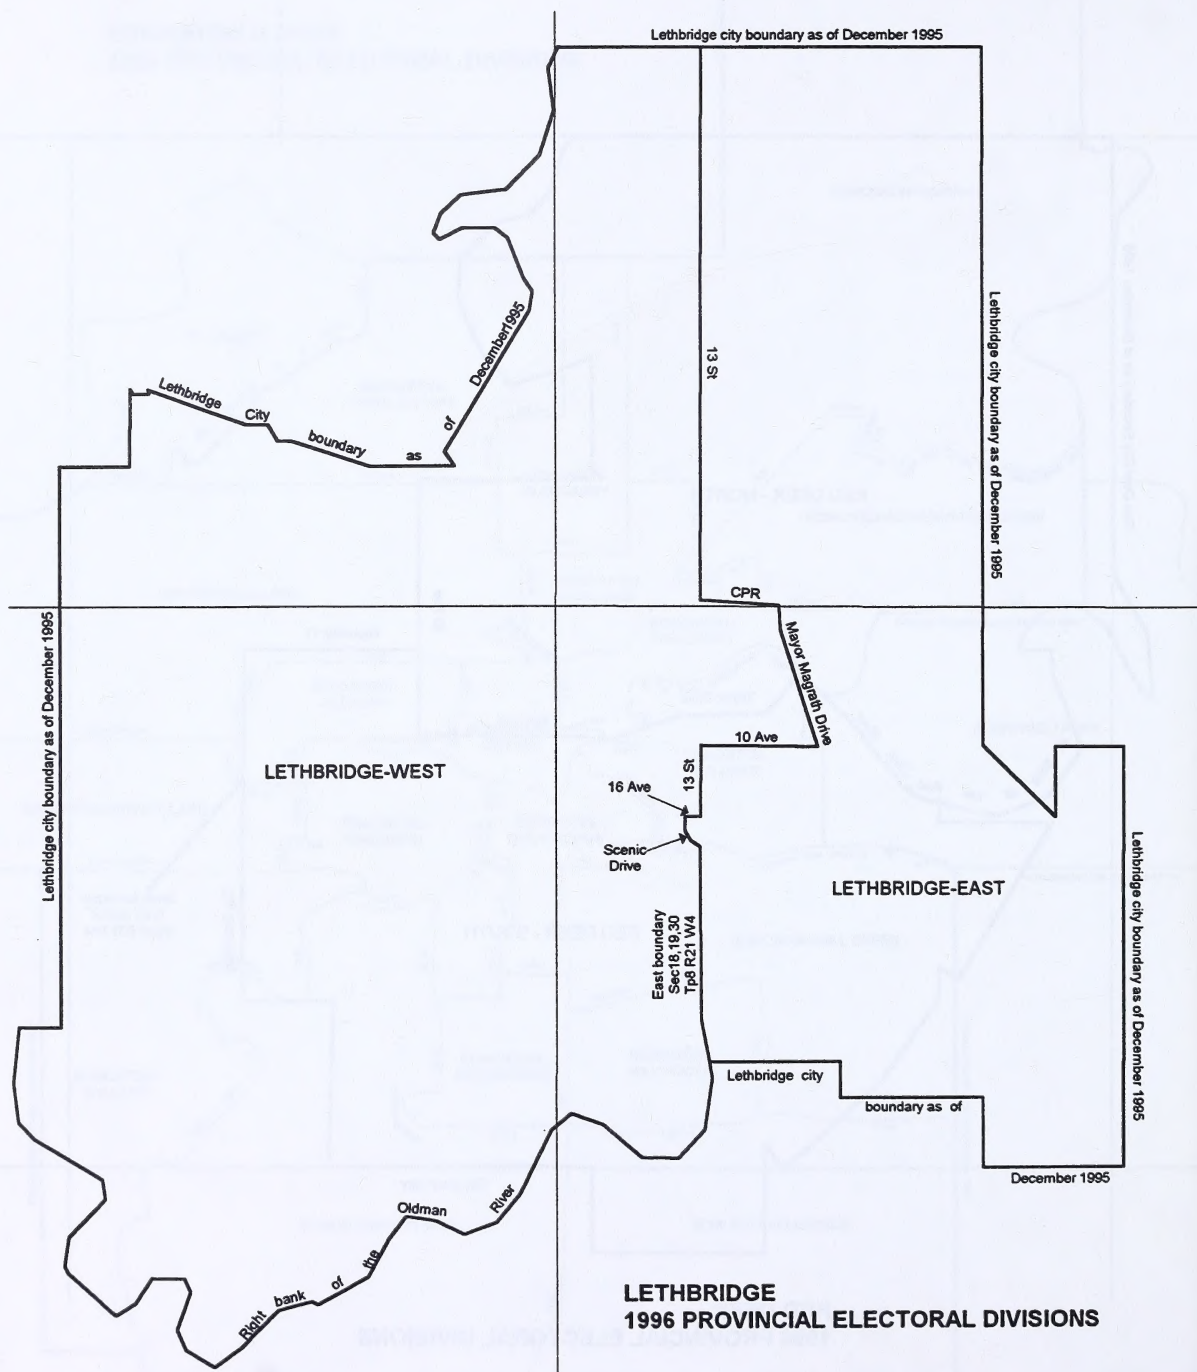 Lethbridge city boundary as of December 1995
Lethbridge City boundary as of December1995
13 St
Lethbridge city boundary as of December 1995
CPR
Mayor Magrath Drive
10 Ave
13 St
16 Ave
Scenic
Drive
LETHBRIDGE-WEST
LETHBRIDGE-EAST
Lethbridge city boundary as of December 1995
East boundary
Sec18,19,30
Tp8 R21 W4
Lethbridge city boundary as of December 1995
Lethbridge city
boundary as of
December 1995
Right bank of the Oldman River
LETHBRIDGE
1996 PROVINCIAL ELECTORAL DIVISIONS